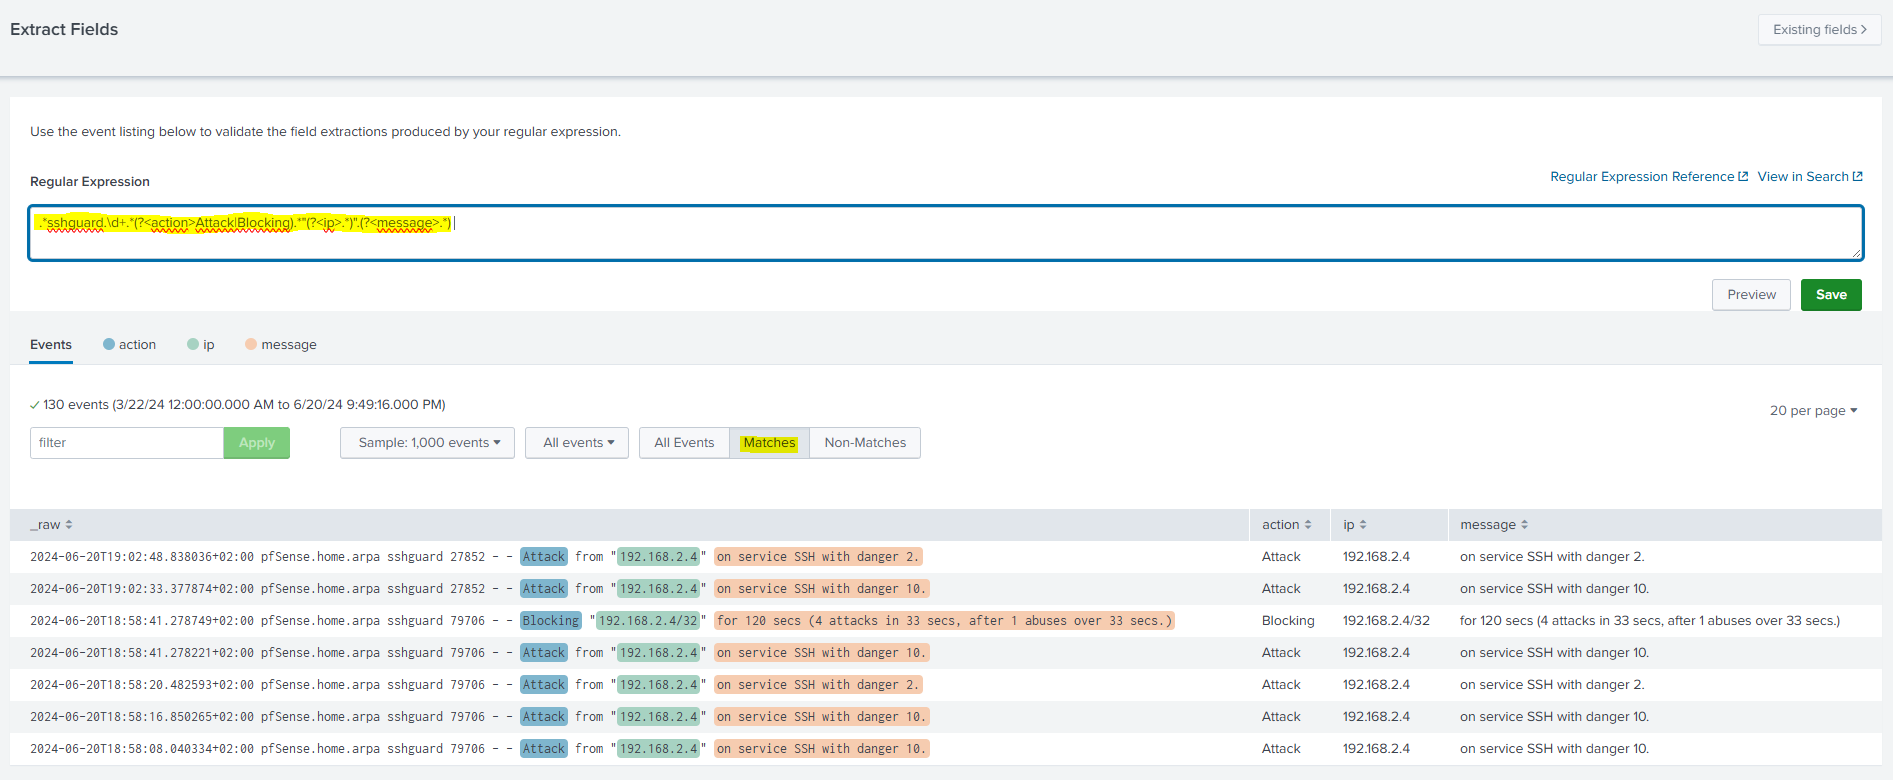 Extract Fields
Existing fields >
Use the event listing below to validate the field extractions produced by your regular expression.
Regular Expression Reference View in Search
Regular Expression
.*sshguard.\d+.*(?<action>Attack|Blocking).*"(?<ip>.*)".(?<message>.*)
Preview Save
Events action ip message
130 events (3/22/24 12:00:00.000 AM to 6/20/24 9:49:16.000 PM)
20 per page
filter Apply Sample: 1,000 events All events All Events Matches Non-Matches
_raw action ip message
2024-06-20T19:02:48.838036+02:00 pfSense.home.arpa sshguard 27852 - - Attack from "192.168.2.4" on service SSH with danger 2. Attack 192.168.2.4 on service SSH with danger 2.
2024-06-20T19:02:33.377874+02:00 pfSense.home.arpa sshguard 27852 - - Attack from "192.168.2.4" on service SSH with danger 10. Attack 192.168.2.4 on service SSH with danger 10.
2024-06-20T18:58:41.278749+02:00 pfSense.home.arpa sshguard 79706 - - Blocking "192.168.2.4/32" for 120 secs (4 attacks in 33 secs, after 1 abuses over 33 secs.) Blocking 192.168.2.4/32 for 120 secs (4 attacks in 33 secs, after 1 abuses over 33 secs.)
2024-06-20T18:58:41.278221+02:00 pfSense.home.arpa sshguard 79706 - - Attack from "192.168.2.4" on service SSH with danger 10. Attack 192.168.2.4 on service SSH with danger 10.
2024-06-20T18:58:20.482593+02:00 pfSense.home.arpa sshguard 79706 - - Attack from "192.168.2.4" on service SSH with danger 2. Attack 192.168.2.4 on service SSH with danger 2.
2024-06-20T18:58:16.850265+02:00 pfSense.home.arpa sshguard 79706 - - Attack from "192.168.2.4" on service SSH with danger 10. Attack 192.168.2.4 on service SSH with danger 10.
2024-06-20T18:58:08.040334+02:00 pfSense.home.arpa sshguard 79706 - - Attack from "192.168.2.4" on service SSH with danger 10. Attack 192.168.2.4 on service SSH with danger 10.